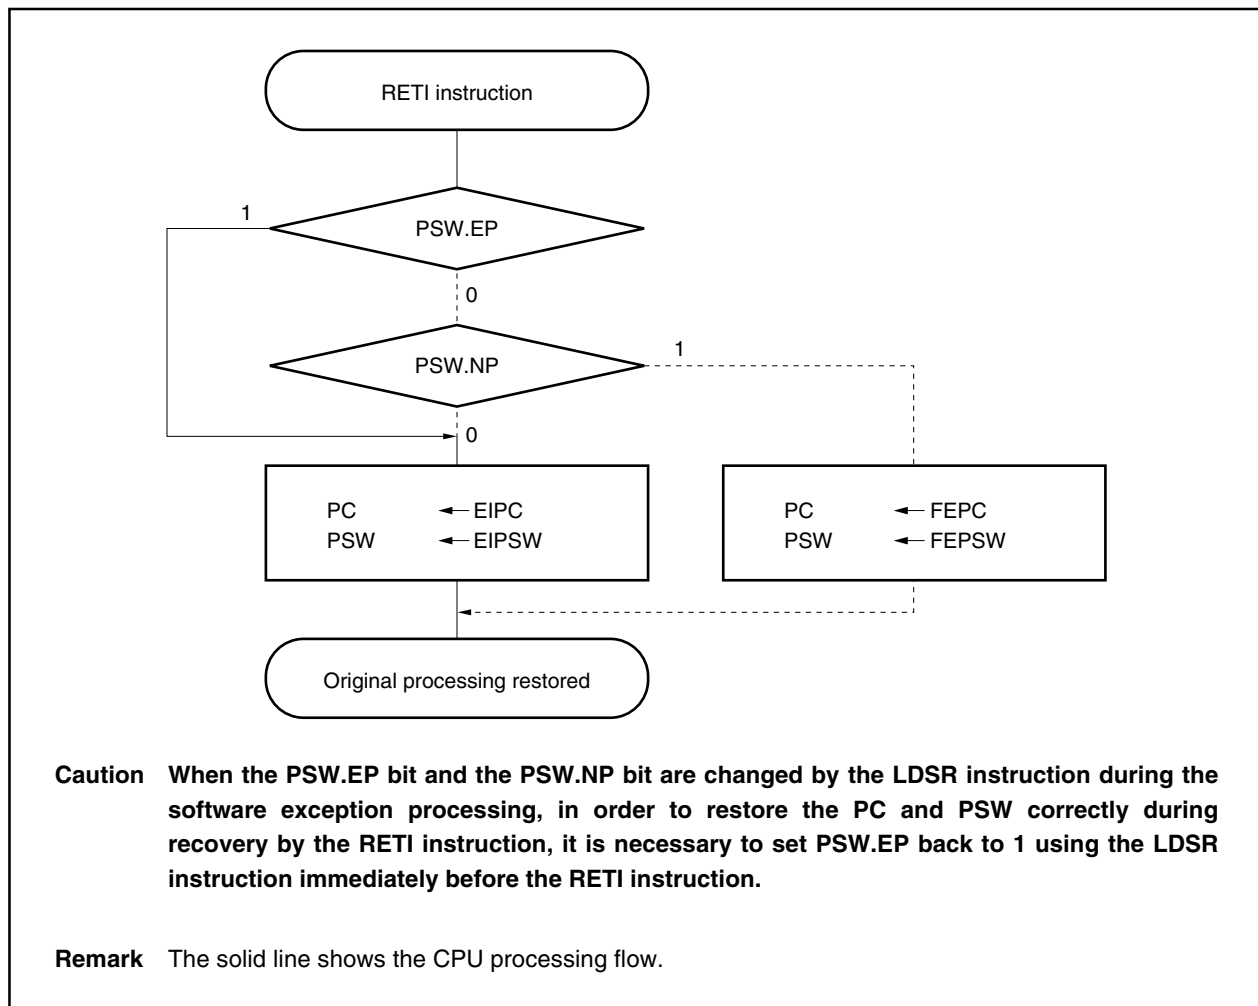 RETI instruction
1
PSW.EP
0
PSW.NP
1
0
PC ← EIPC
PSW ← EIPSW
PC ← FEPC
PSW ← FEPSW
Original processing restored
Caution When the PSW.EP bit and the PSW.NP bit are changed by the LDSR instruction during the
software exception processing, in order to restore the PC and PSW correctly during
recovery by the RETI instruction, it is necessary to set PSW.EP back to 1 using the LDSR
instruction immediately before the RETI instruction.
Remark The solid line shows the CPU processing flow.